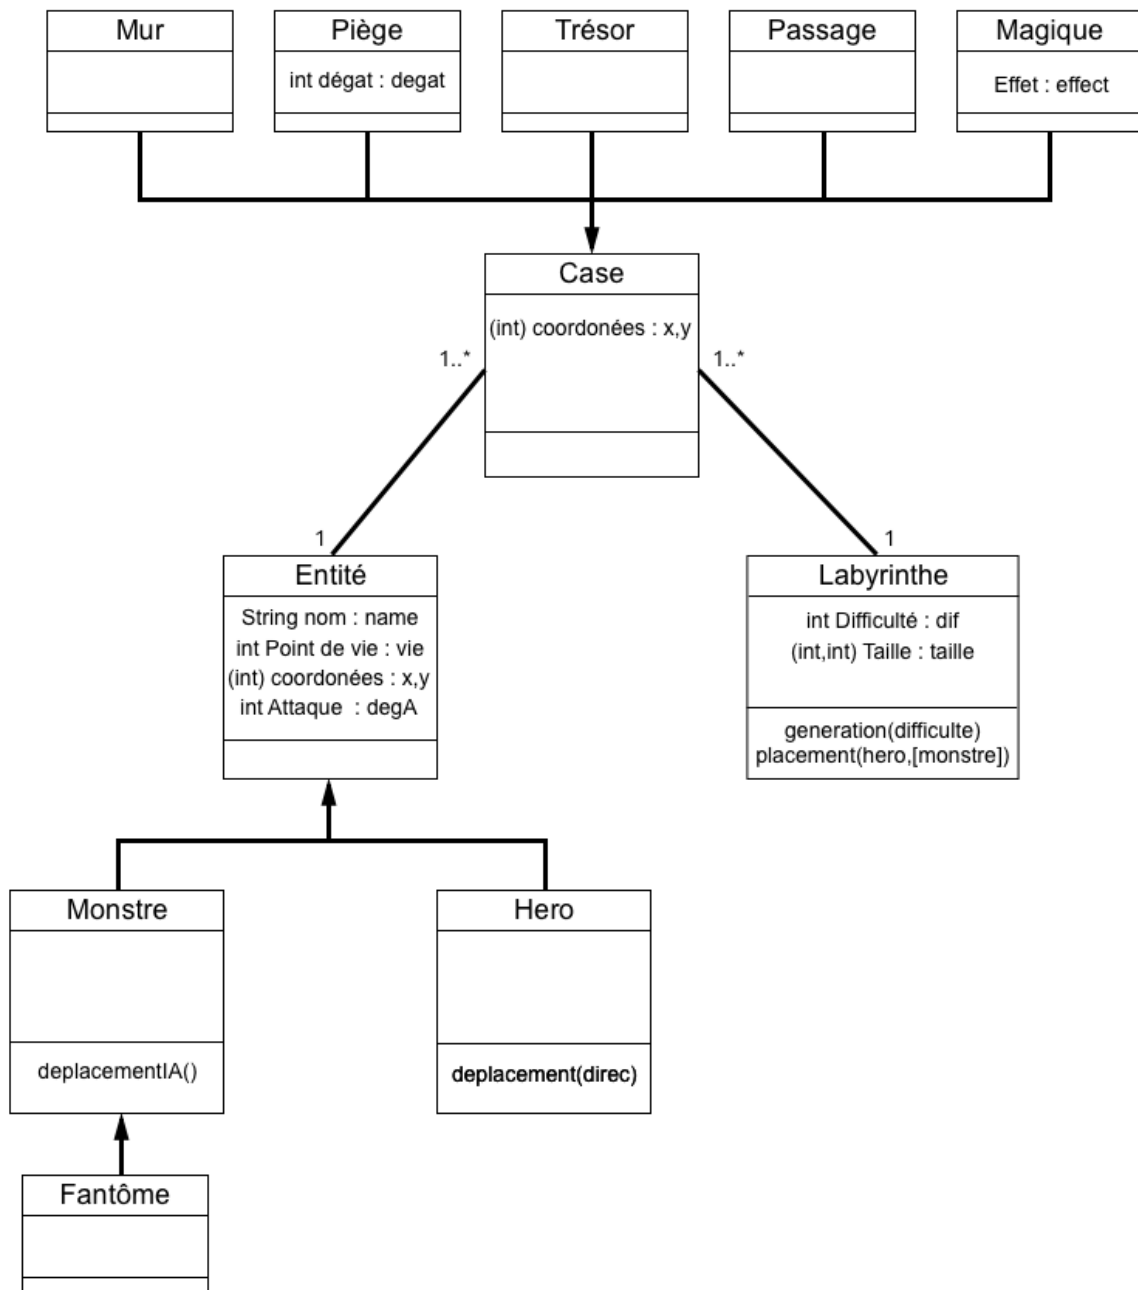 Mur
Piège
Trésor
Passage
Magique
int dégat : degat
Effet : effect
Case
(int) coordonées : x,y
1..*
1..*
1
1
Entité
String nom : name
int Point de vie : vie
(int) coordonées : x,y
int Attaque : degA
Labyrinthe
int Difficulté : dif
(int,int) Taille : taille
generation(difficulte)
placement(hero,[monstre])
Monstre
deplacementIA()
Hero
deplacement(direc)
Fantôme